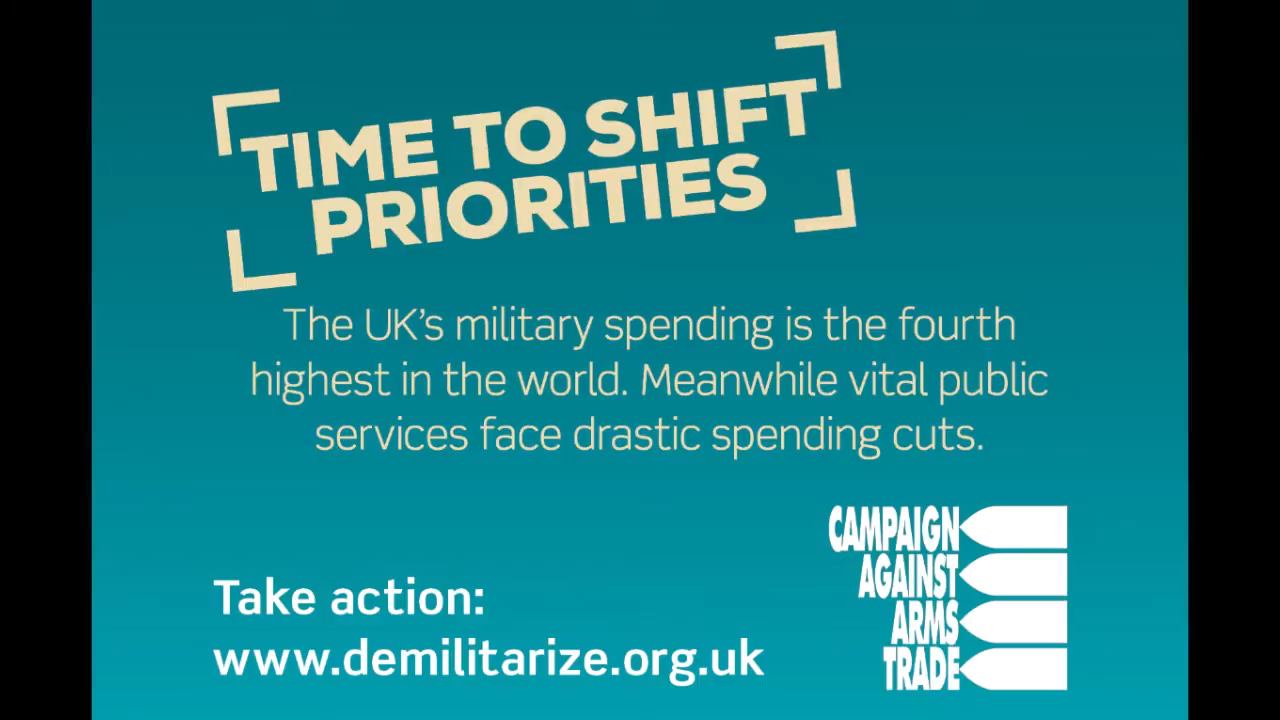 TIME TO SHIFT
PRIORITIES
The UK's military spending is the fourth
highest in the world. Meanwhile vital public
services face drastic spending cuts.
Take action:
www.demilitarize.org.uk
CAMPAIGN
AGAINST
ARMS
TRADE